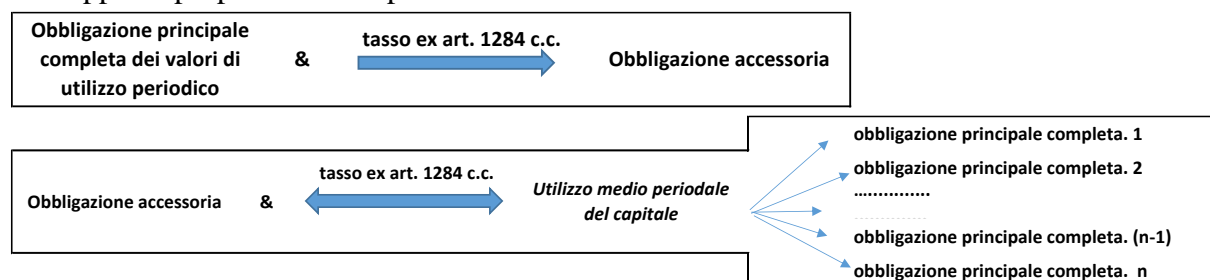 Obbligazione principale
completa dei valori di
utilizzo periodico
&
tasso ex art. 1284 c.c.
Obbligazione accessoria
Obbligazione accessoria
&
tasso ex art. 1284 c.c.
Utilizzo medio periodale
del capitale
obbligazione principale completa. 1
obbligazione principale completa. 2
…...............
...............
obbligazione principale completa. (n-1)
obbligazione principale completa. n